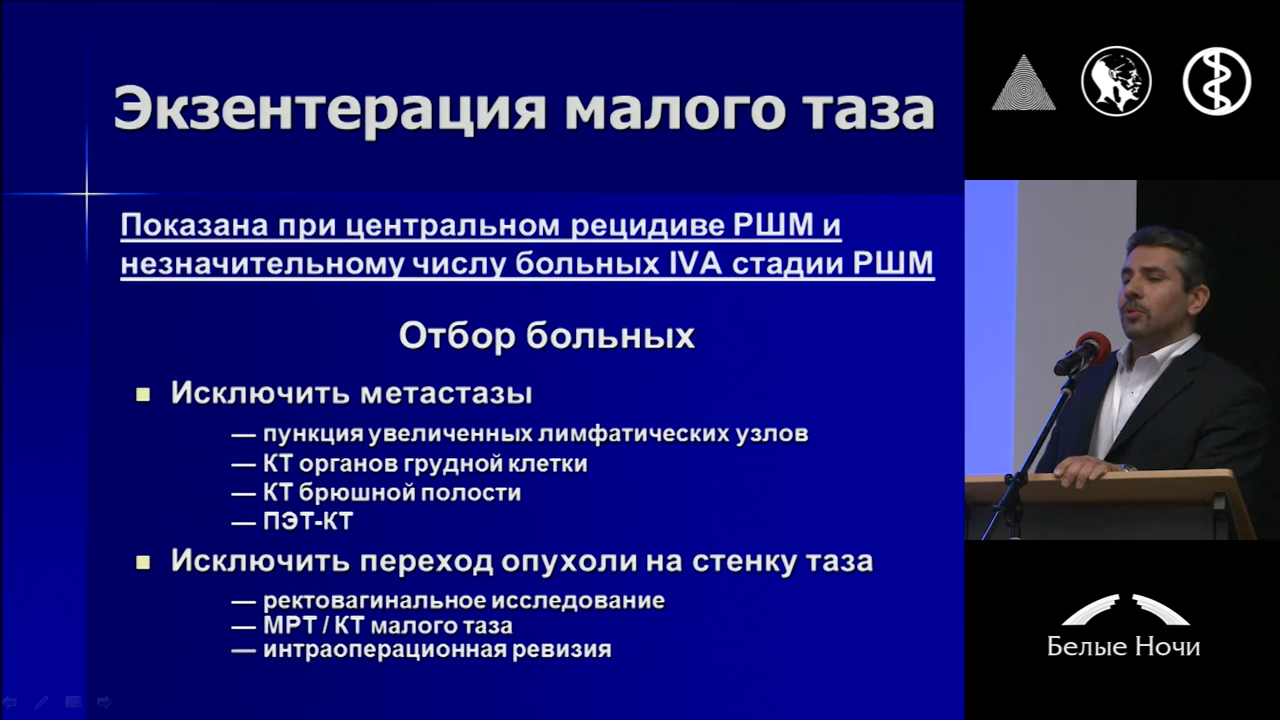 Экзентерация малого таза
Показана при центральном рецидиве РШМ и
незначительному числу больных IVA стадии РШМ
Отбор больных
Исключить метастазы
— пункция увеличенных лимфатических узлов
— КТ органов грудной клетки
— КТ брюшной полости
— ПЭТ-КТ
Исключить переход опухоли на стенку таза
— ректовагинальное исследование
— МРТ / КТ малого таза
— интраоперационная ревизия
Белые Ночи